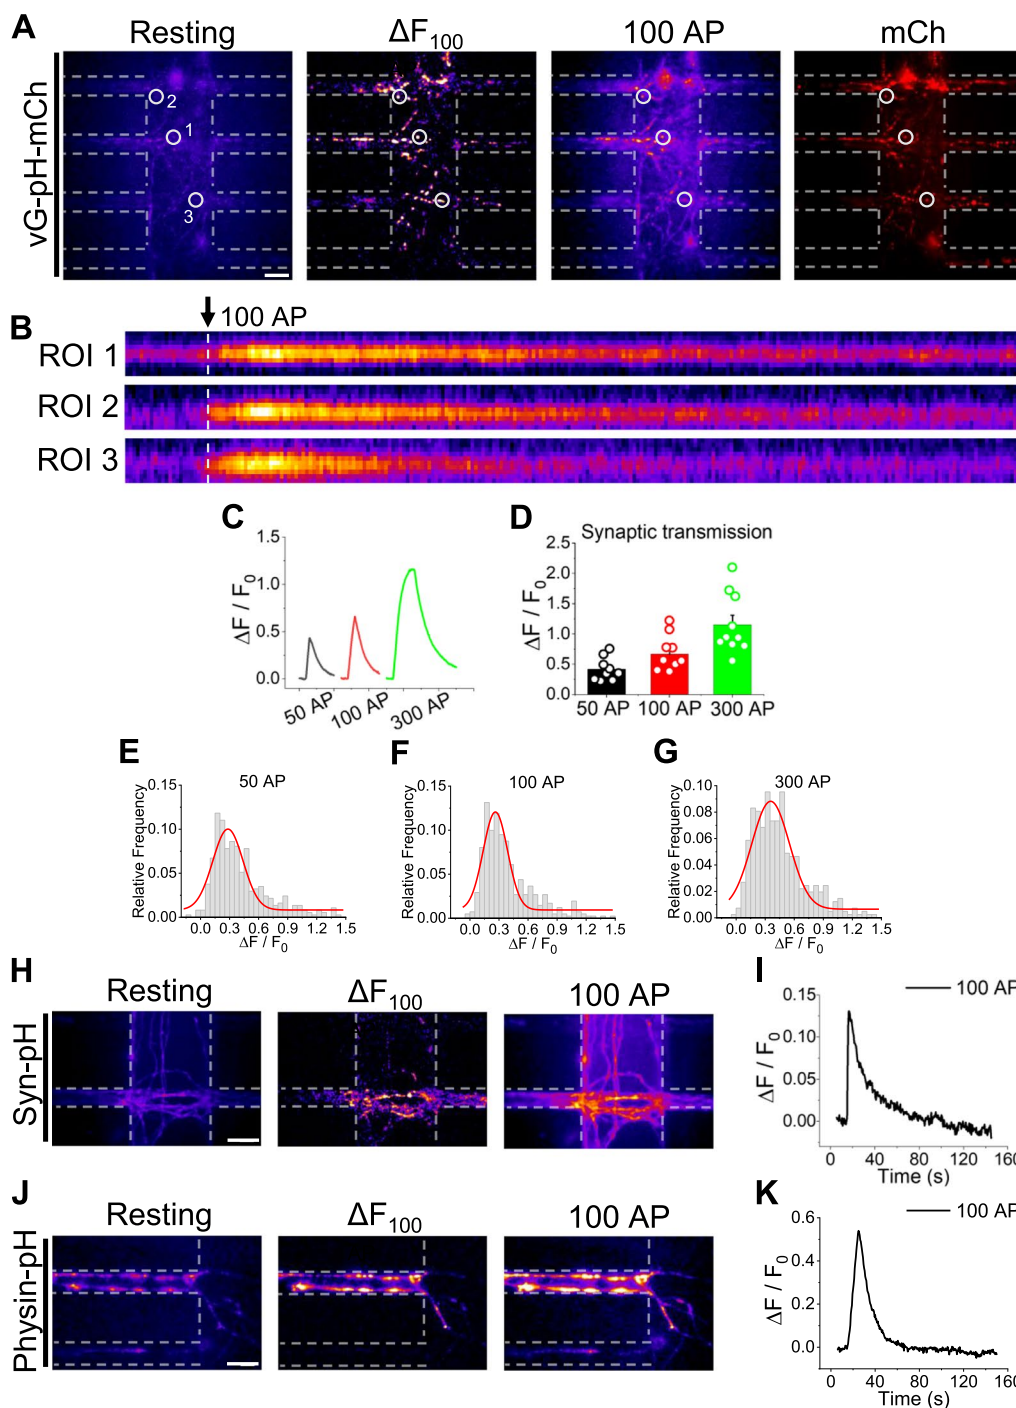 A
Resting
ΔF100
100 AP
mCh
vG-pH-mCh
2
1
3
B
100 AP
ROI 1
ROI 2
ROI 3
C
ΔF / F0
1.5
1.0
0.5
0.0
50 AP
100 AP
300 AP
D
Synaptic transmission
ΔF / F0
2.5
2.0
1.5
1.0
0.5
0.0
50 AP
100 AP
300 AP
E
50 AP
Relative Frequency
0.15
0.10
0.05
0.00
0.0 0.3 0.6 0.9 1.2 1.5
ΔF / F0
F
100 AP
Relative Frequency
0.15
0.10
0.05
0.00
0.0 0.3 0.6 0.9 1.2 1.5
ΔF / F0
G
300 AP
Relative Frequency
0.10
0.08
0.06
0.04
0.02
0.00
0.0 0.3 0.6 0.9 1.2 1.5
ΔF / F0
H
Resting
ΔF100
100 AP
Syn-pH
I
100 AP
ΔF / F0
0.15
0.10
0.05
0.00
0 40 80 120 160
Time (s)
J
Resting
ΔF100
100 AP
Physin-pH
K
100 AP
ΔF / F0
0.6
0.4
0.2
0.0
0 40 80 120 160
Time (s)